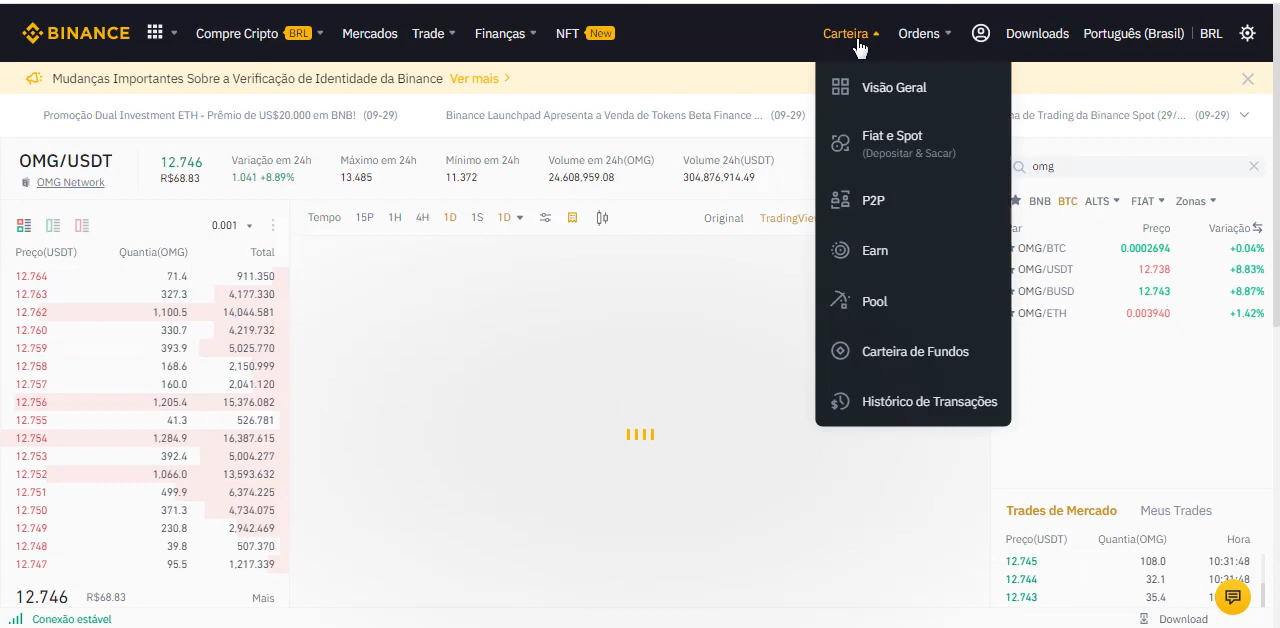 BINANCE
Compre Cripto BRL
Mercados
Trade
Finanças
NFT New
Carteira
Ordens
Downloads
Português (Brasil)
BRL
Mudanças Importantes Sobre a Verificação de Identidade da Binance Ver mais
Promoção Dual Investment ETH - Prêmio de US$20.000 em BNB! (09-29)
Binance Launchpad Apresenta a Venda de Tokens Beta Finance ... (09-29)
de Trading da Binance Spot (29/... (09-29)
Visão Geral
Fiat e Spot
(Depositar & Sacar)
P2P
Earn
Pool
Carteira de Fundos
Histórico de Transações
OMG/USDT
OMG Network
12.746
R$68.83
Variação em 24h
1.041 +8.89%
Máximo em 24h
13.485
Mínimo em 24h
11.372
Volume em 24h(OMG)
24,608,959.08
Volume 24h(USDT)
304,876,914.49
0.001
Preço(USDT) Quantia(OMG) Total
12.764 71.4 911.350
12.763 327.3 4,177.330
12.762 1,100.5 14,044.581
12.760 330.7 4,219.732
12.759 393.9 5,025.770
12.758 168.6 2,150.999
12.757 160.0 2,041.120
12.756 1,205.4 15,376.082
12.755 41.3 526.781
12.754 1,284.9 16,387.615
12.753 392.4 5,004.277
12.752 1,066.0 13,593.632
12.751 499.9 6,374.225
12.750 371.3 4,734.075
12.749 230.8 2,942.469
12.748 39.8 507.370
12.747 95.5 1,217.339
12.746 R$68.83 Mais
Conexão estável
Tempo 15P 1H 4H 1D 1S 1D
Original TradingVie
omg
BNB BTC ALTS FIAT Zonas
ar Preço Variação
OMG/BTC 0.0002694 +0.04%
OMG/USDT 12.738 +8.83%
OMG/BUSD 12.743 +8.87%
OMG/ETH 0.003940 +1.42%
Trades de Mercado Meus Trades
Preço(USDT) Quantia(OMG) Hora
12.745 108.0 10:31:48
12.744 32.1 10:31:48
12.743 35.4
Download